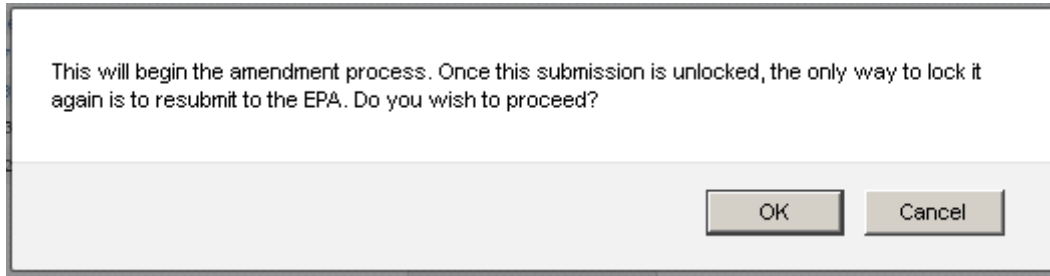 This will begin the amendment process. Once this submission is unlocked, the only way to lock it
again is to resubmit to the EPA. Do you wish to proceed?
OK
Cancel